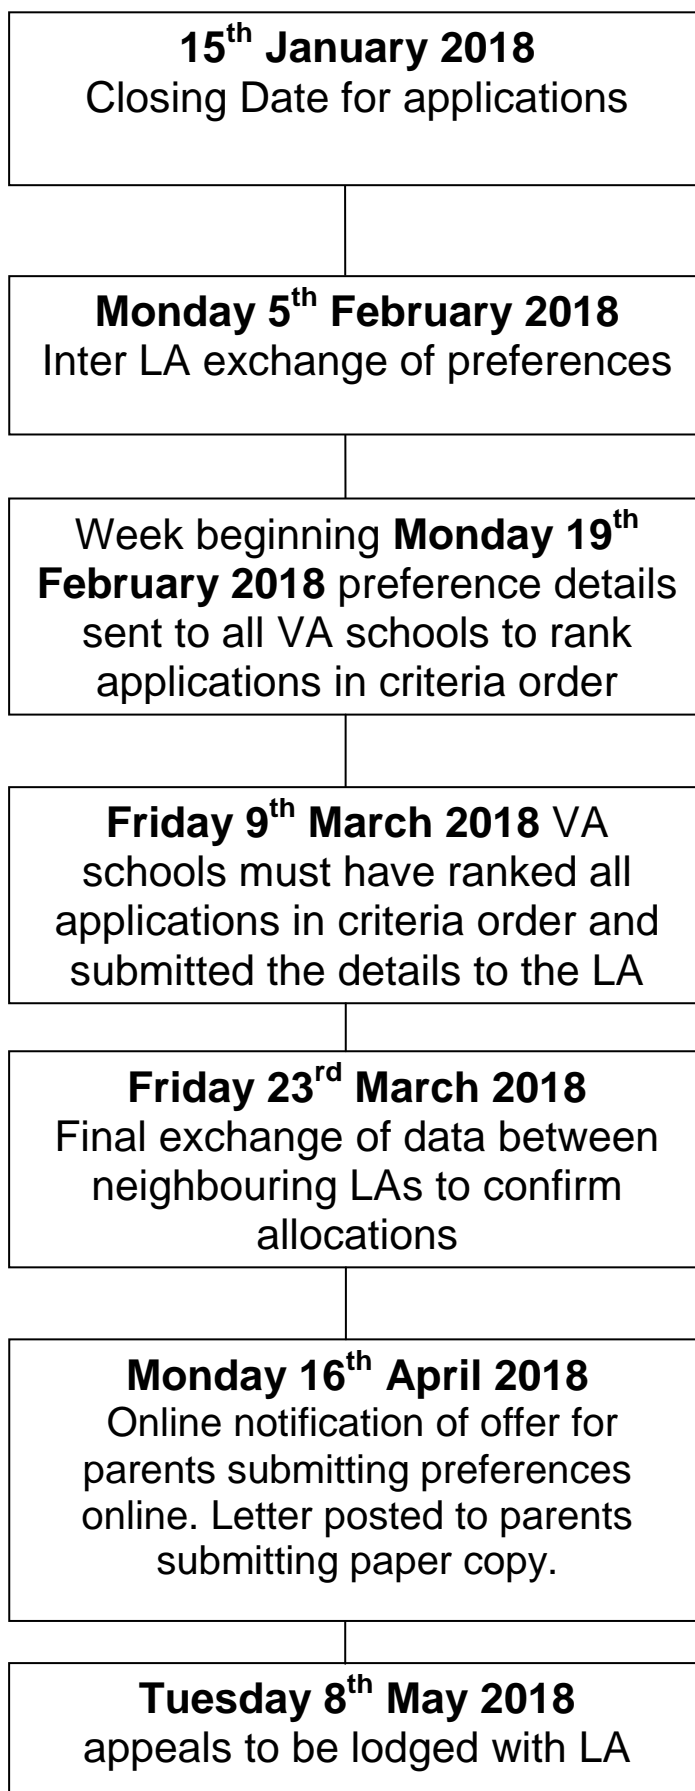 15th January 2018
Closing Date for applications
Monday 5th February 2018
Inter LA exchange of preferences
Week beginning Monday 19th
February 2018 preference details
sent to all VA schools to rank
applications in criteria order
Friday 9th March 2018 VA
schools must have ranked all
applications in criteria order and
submitted the details to the LA
Friday 23rd March 2018
Final exchange of data between
neighbouring LAs to confirm
allocations
Monday 16th April 2018
Online notification of offer for
parents submitting preferences
online. Letter posted to parents
submitting paper copy.
Tuesday 8th May 2018
appeals to be lodged with LA